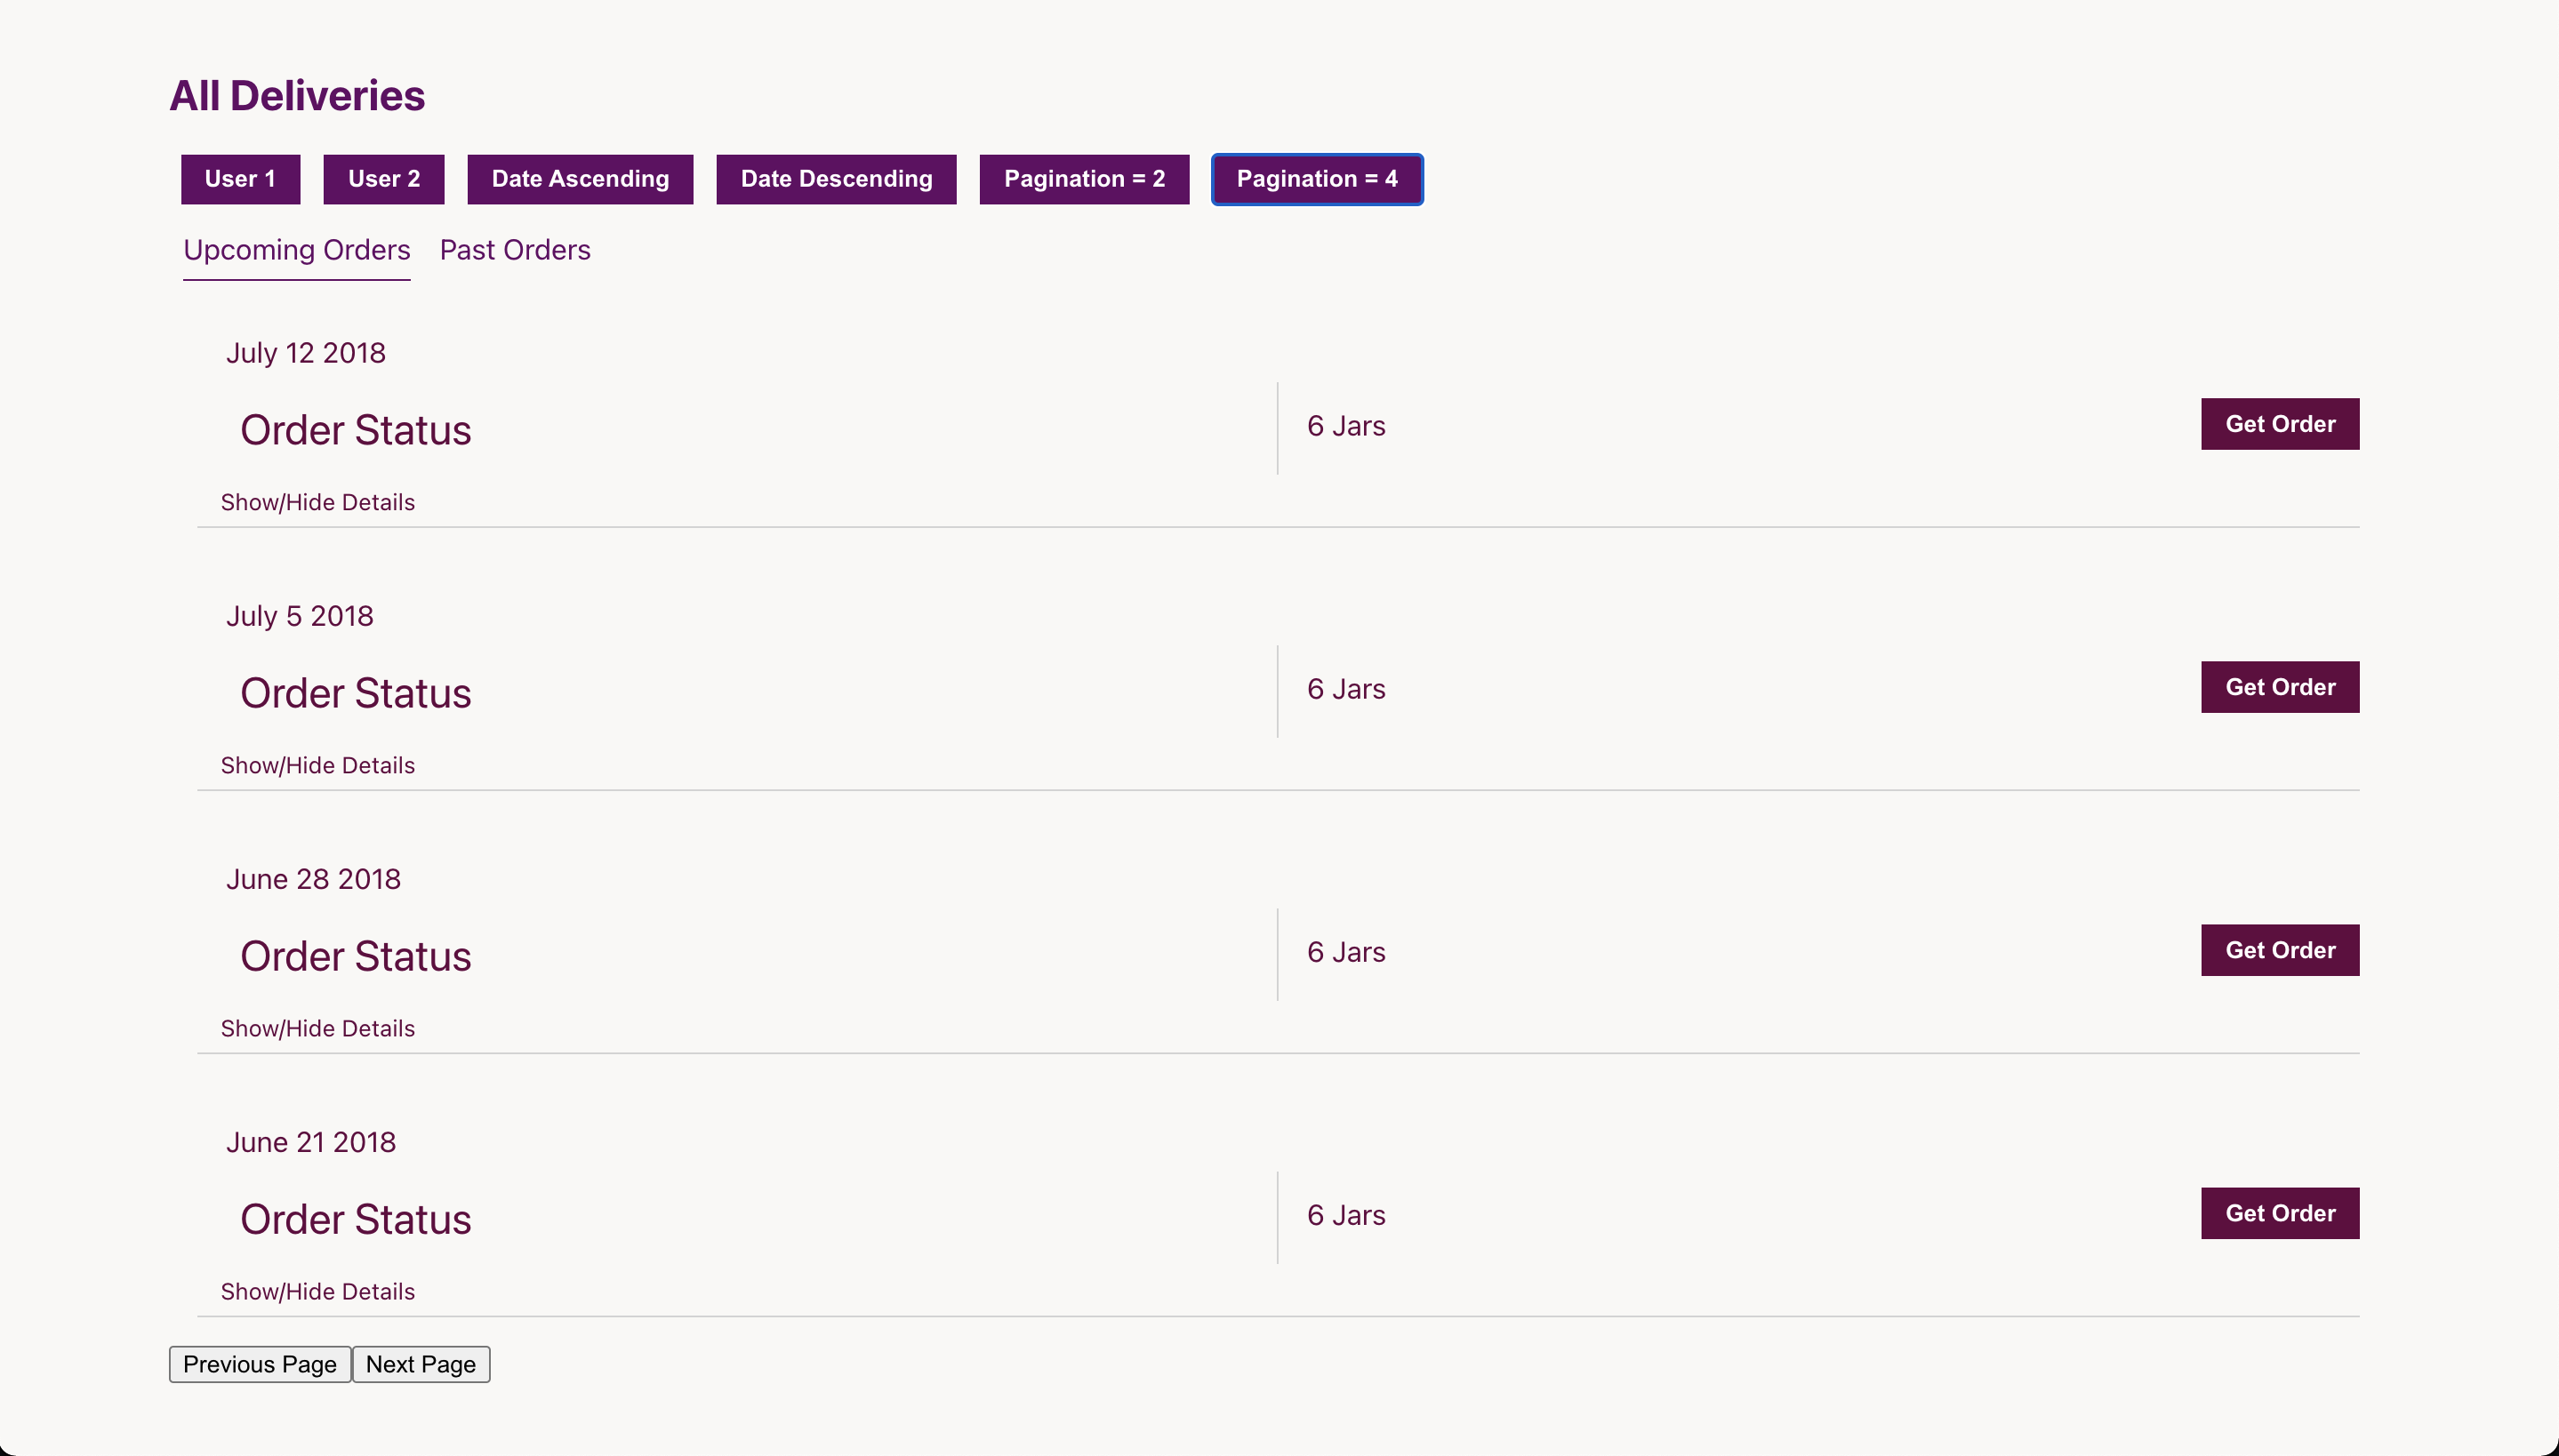 All Deliveries
User 1 User 2 Date Ascending Date Descending Pagination = 2 Pagination = 4
Upcoming Orders Past Orders
July 12 2018
Order Status 6 Jars Get Order
Show/Hide Details
July 5 2018
Order Status 6 Jars Get Order
Show/Hide Details
June 28 2018
Order Status 6 Jars Get Order
Show/Hide Details
June 21 2018
Order Status 6 Jars Get Order
Show/Hide Details
Previous Page Next Page